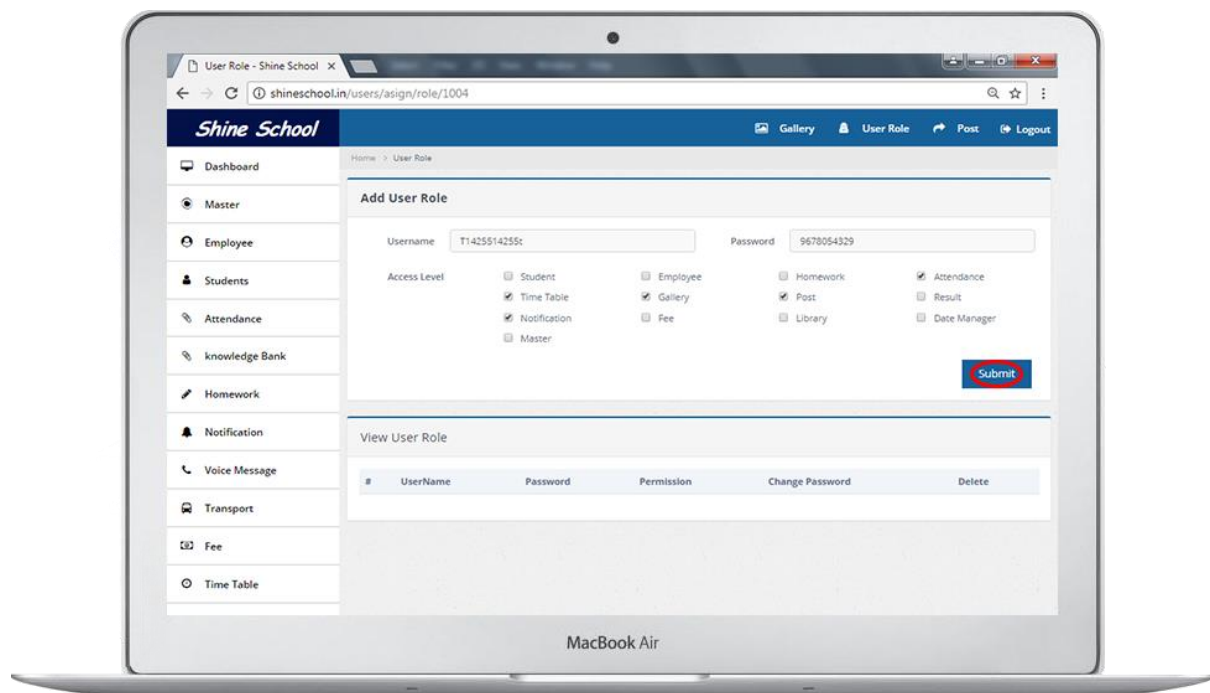 User Role - Shine School
shineschool.in/users/asign/role/1004
Shine School
Gallery User Role Post Logout
Dashboard
Master
Employee
Students
Attendance
knowledge Bank
Homework
Notification
Voice Message
Transport
Fee
Time Table
Home > User Role
Add User Role
Username T1425514255t Password 9678054329
Access Level Student Employee Homework Attendance
Time Table Gallery Post Result
Notification Fee Library Date Manager
Master
Submit
View User Role
# UserName Password Permission Change Password Delete
MacBook Air